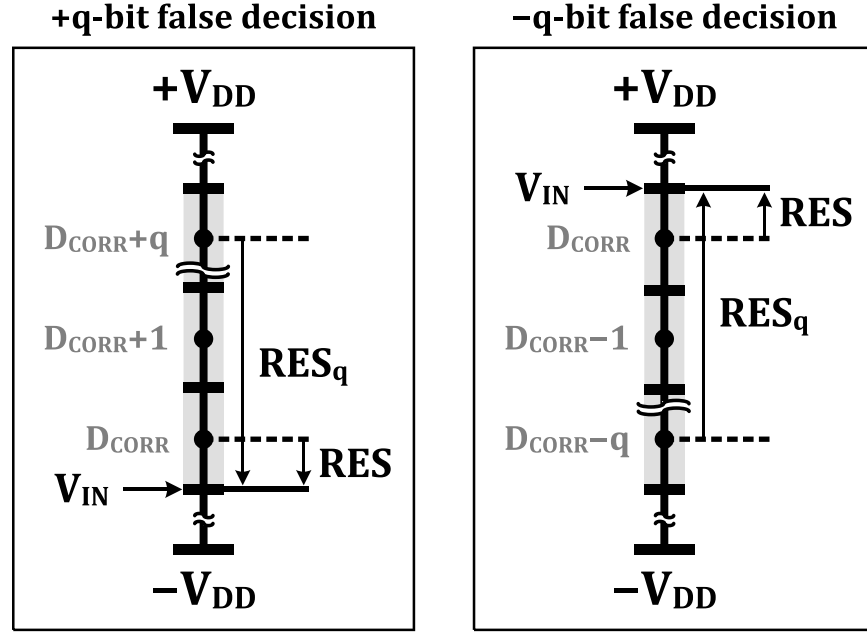 +q-bit false decision
+VDD
DCORR+q
DCORR+1
RESq
DCORR
RES
VIN
−VDD
−q-bit false decision
+VDD
VIN
RES
DCORR
RESq
DCORR−1
DCORR−q
−VDD